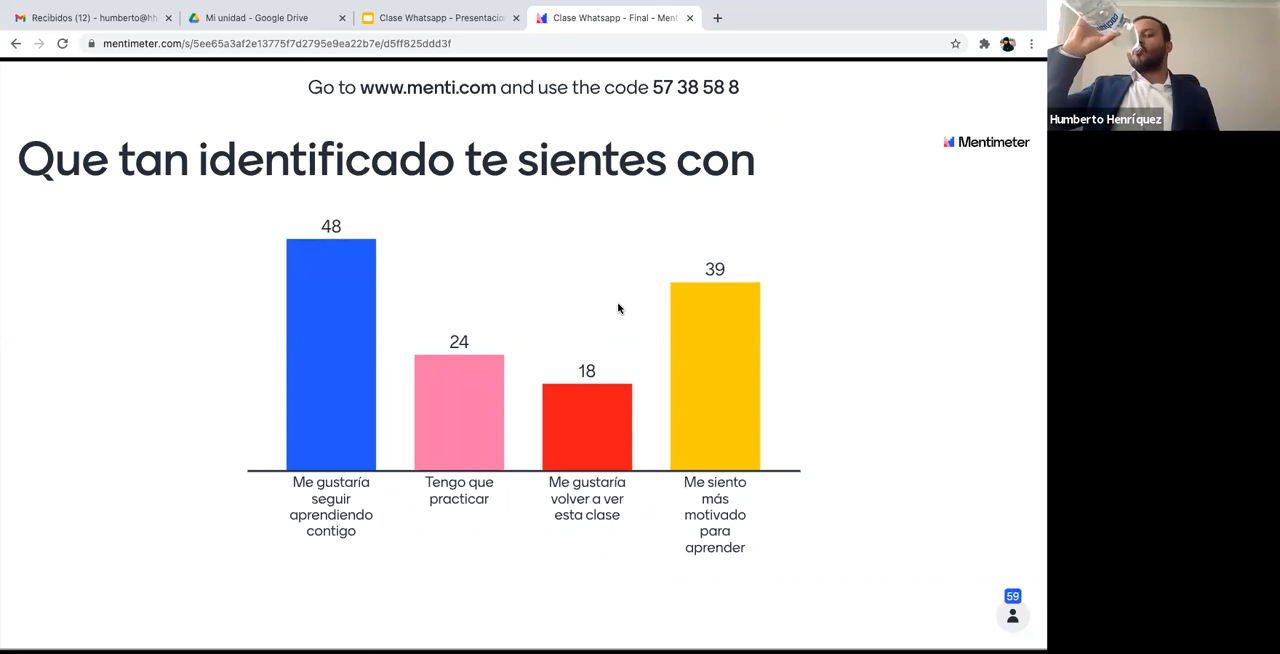 Recibidos (12) - humberto@hh
Mi unidad - Google Drive
Clase Whatsapp - Presentacio
Clase Whatsapp - Final - Ment
mentimeter.com/s/5ee65a3af2e13775f7d2795e9ea22b7e/d5ff825ddd3f
Humberto Henríquez
Go to www.menti.com and use the code 57 38 58 8
Mentimeter
Que tan identificado te sientes con
48
24
18
39
Me gustaría
seguir
aprendiendo
contigo
Tengo que
practicar
Me gustaría
volver a ver
esta clase
Me siento
más
motivado
para
aprender
59